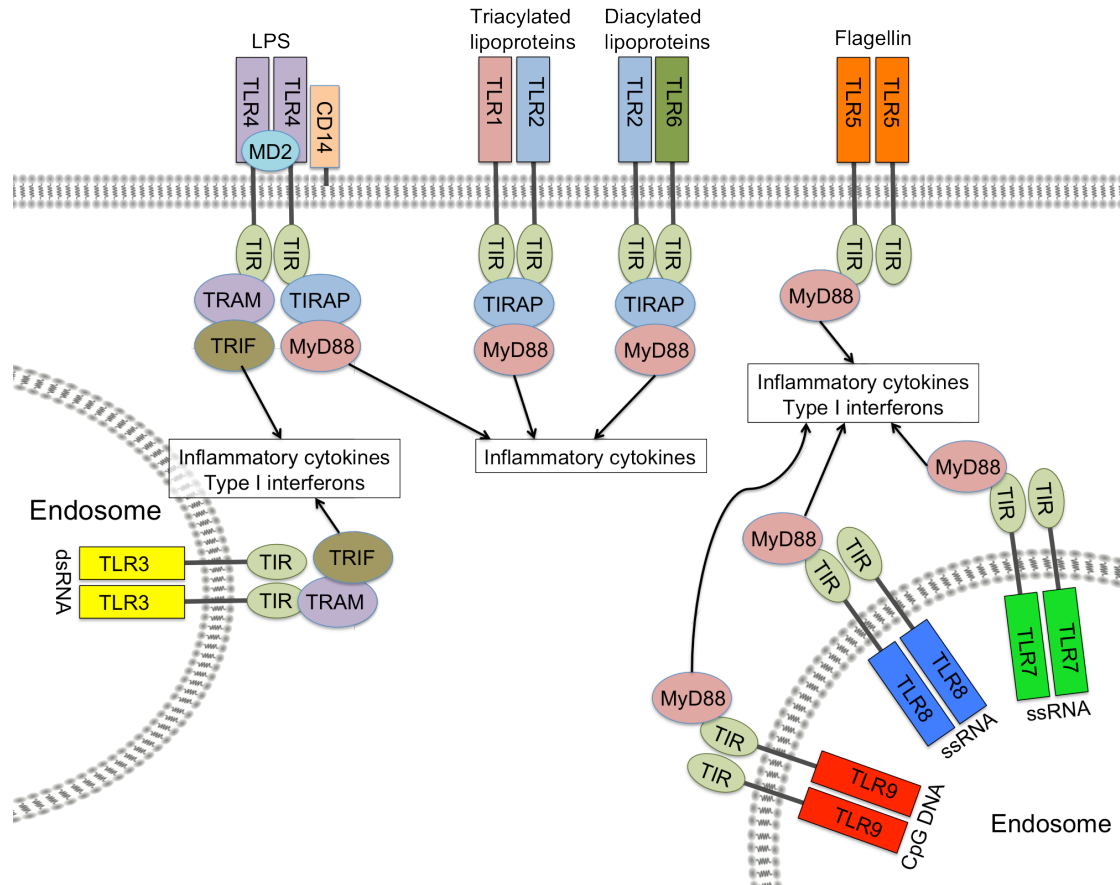 LPS
Triacylated
lipoproteins
Diacylated
lipoproteins
Flagellin
TLR4
TLR4
CD14
MD2
TLR1
TLR2
TLR2
TLR6
TLR5
TLR5
TIR
TIR
TIR
TIR
TIR
TIR
TIR
TIR
TRAM
TIRAP
TIRAP
TIRAP
MyD88
TRIF
MyD88
MyD88
MyD88
Inflammatory cytokines
Type I interferons
Inflammatory cytokines
Type I interferons
Inflammatory cytokines
Endosome
dsRNA
TLR3
TIR
TLR3
TIR
TRIF
TRAM
MyD88
TIR
TIR
TLR7
TLR7
ssRNA
MyD88
TIR
TIR
TLR8
TLR8
ssRNA
MyD88
TIR
TIR
TLR9
TLR9
CpG DNA
Endosome